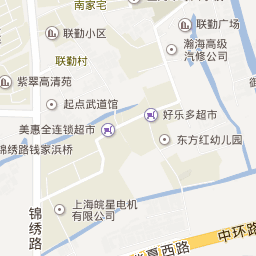 南家宅
联勤小区
联勤广场
瀚海高级
汽修公司
联勤村
紫翠高清苑
起点武道馆
好乐多超市
美惠全连锁超市
锦绣路钱家浜桥
东方红幼儿园
上海皖星电机
有限公司
锦绣路
中环路
夏西路